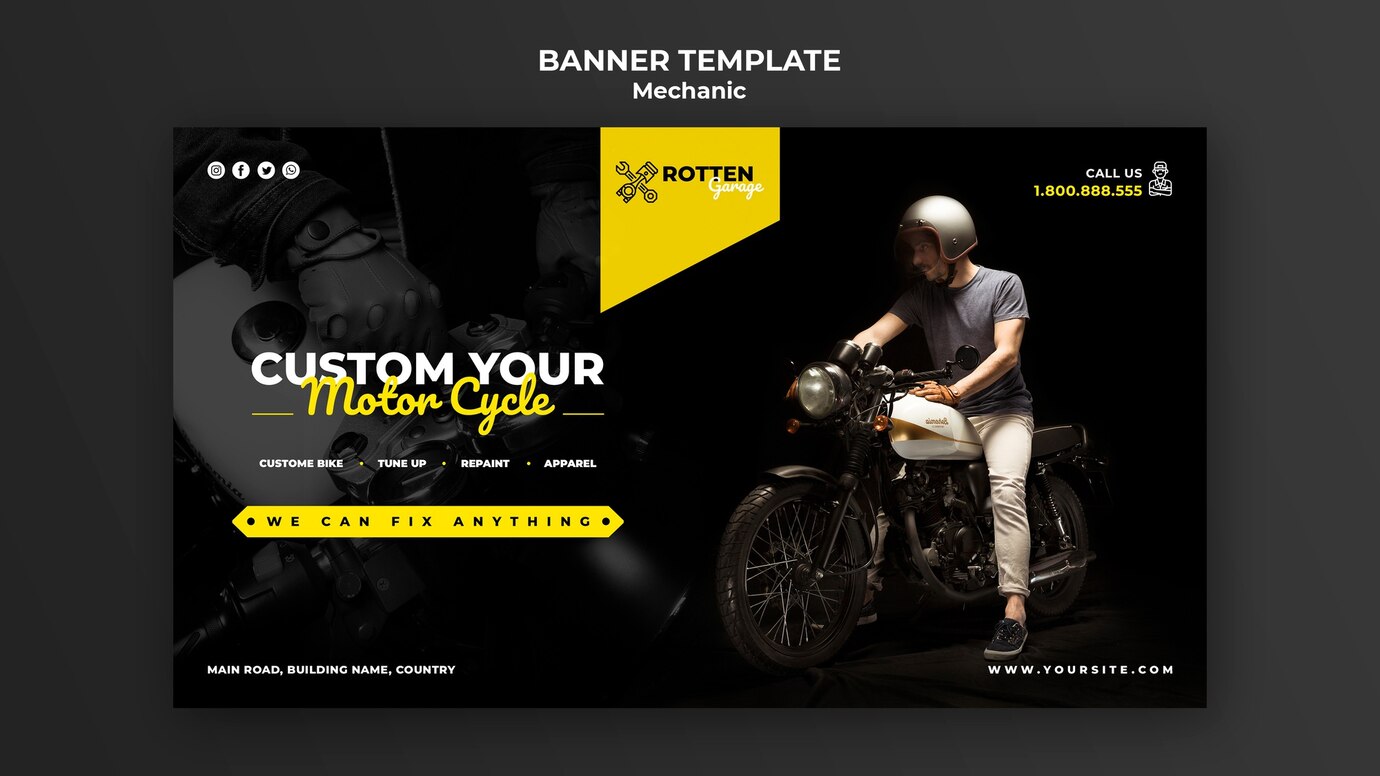 BANNER TEMPLATE
Mechanic
ROTTEN
Garage
CALL US
1.800.888.555
CUSTOM YOUR
Motor Cycle
CUSTOME BIKE • TUNE UP • REPAINT • APPAREL
• WE CAN FIX ANYTHING •
MAIN ROAD, BUILDING NAME, COUNTRY
WWW.YOURSITE.COM